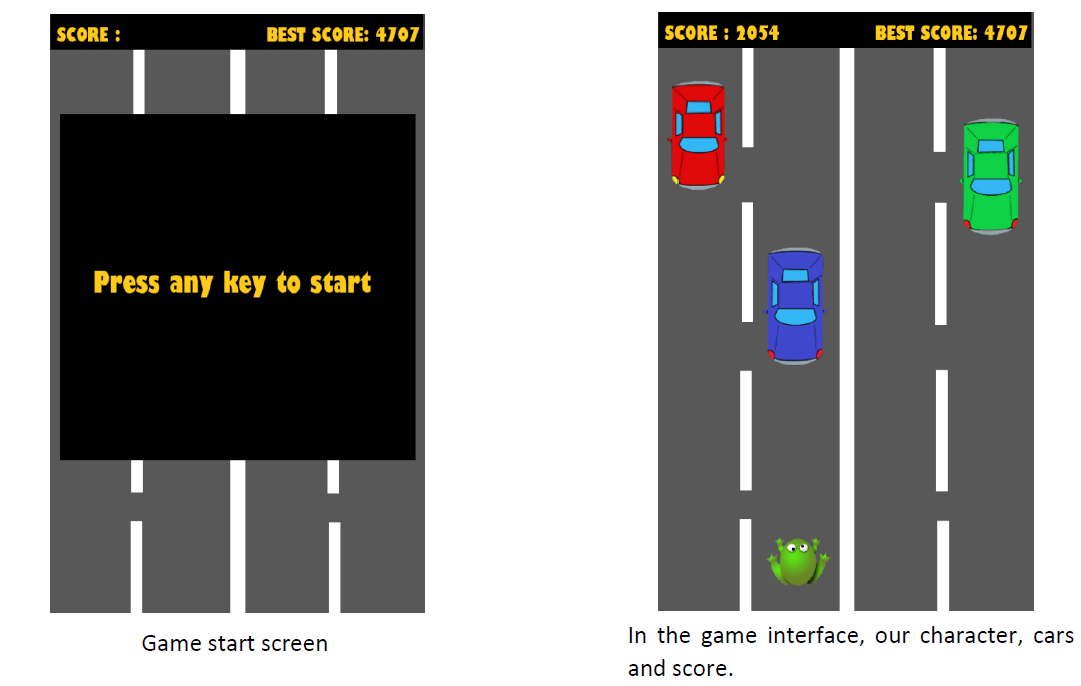 SCORE :
BEST SCORE: 4707
Press any key to start
Game start screen
SCORE : 2054
BEST SCORE: 4707
In the game interface, our character, cars
and score.